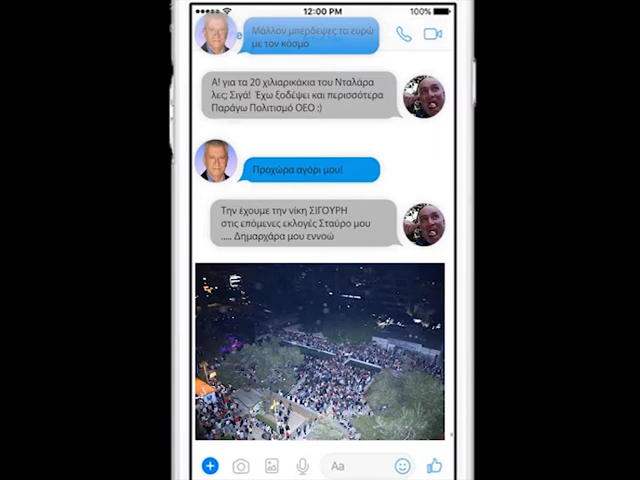 12:00 PM
100%
Μάλλον μπέρδεψες τα ευρώ
με τον κόσμο
Α! για τα 20 χιλιαρικάκια του Νταλάρα
λες; Σιγά! Έχω ξοδέψει και περισσότερα
Παράγω Πολιτισμό ΟΕΟ :)
Προχώρα αγόρι μου!
Την έχουμε την νίκη ΣΙΓΟΥΡΗ
στις επόμενες εκλογές Σταύρο μου
..... Δημαρχάρα μου εννοώ
Aa